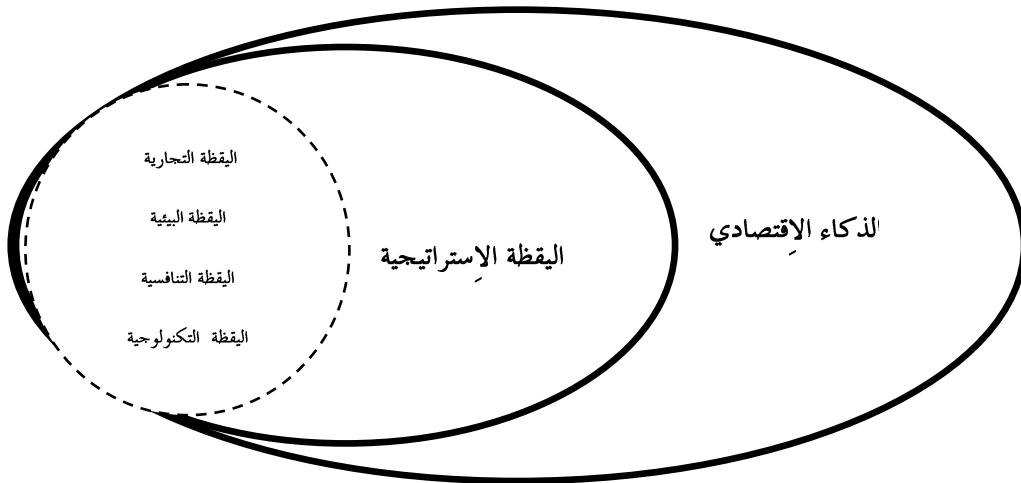 اليقظة التجارية
اليقظة البيئية
اليقظة التنافسية
اليقظة التكنولوجية
اليقظة الاِستراتيجية
الذكاء الاِقتصادي